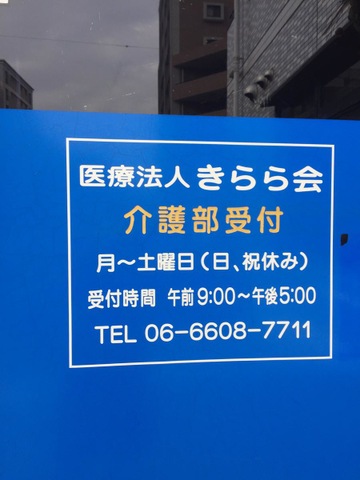 医療法人きらら会
介護部受付
月〜土曜日(日、祝休み)
受付時間 午前9:00〜午後5:00
TEL 06-6608-7711